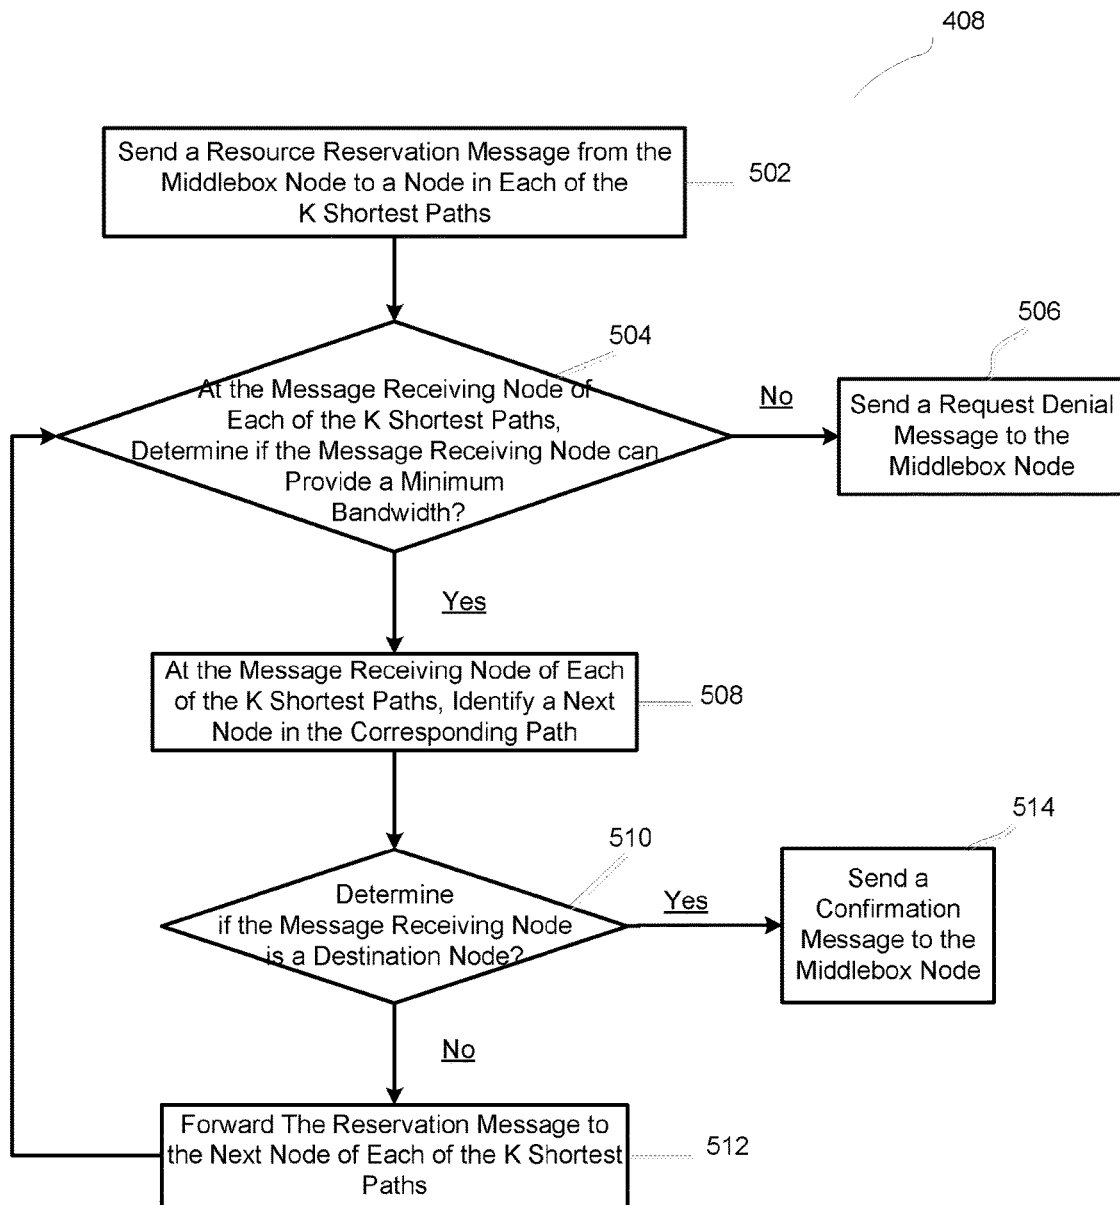 408
Send a Resource Reservation Message from the
Middlebox Node to a Node in Each of the
K Shortest Paths
502
504
At the Message Receiving Node of
Each of the K Shortest Paths,
Determine if the Message Receiving Node can
Provide a Minimum
Bandwidth?
No
506
Send a Request Denial
Message to the
Middlebox Node
Yes
At the Message Receiving Node of Each
of the K Shortest Paths, Identify a Next
Node in the Corresponding Path
508
510
Determine
if the Message Receiving Node
is a Destination Node?
Yes
514
Send a
Confirmation
Message to the
Middlebox Node
No
Forward The Reservation Message to
the Next Node of Each of the K Shortest
Paths
512